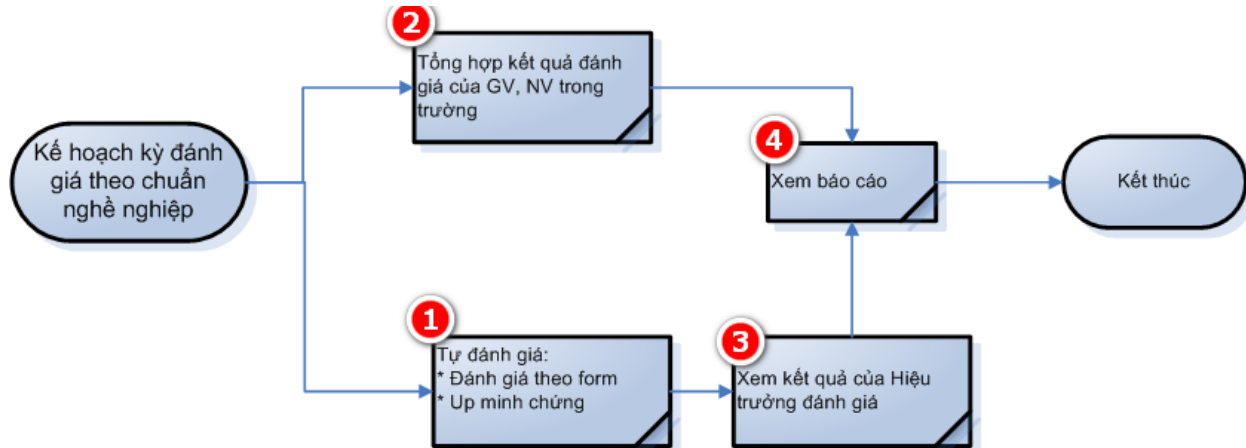 2
Tổng hợp kết quả đánh
giá của GV, NV trong
trường
Kế hoạch kỳ đánh
giá theo chuẩn
nghề nghiệp
4
Xem báo cáo
Kết thúc
1
Tự đánh giá:
* Đánh giá theo form
* Up minh chứng
3
Xem kết quả của Hiệu
trưởng đánh giá